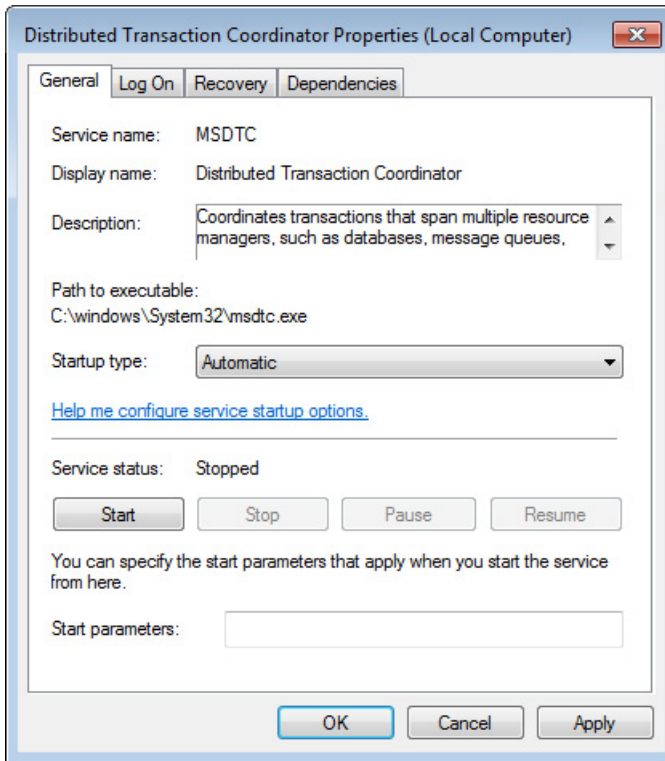 Distributed Transaction Coordinator Properties (Local Computer)
General Log On Recovery Dependencies
Service name: MSDTC
Display name: Distributed Transaction Coordinator
Description: Coordinates transactions that span multiple resource
managers, such as databases, message queues,
Path to executable:
C:\windows\System32\msdtc.exe
Startup type: Automatic
Help me configure service startup options.
Service status: Stopped
Start Stop Pause Resume
You can specify the start parameters that apply when you start the service
from here.
Start parameters:
OK Cancel Apply